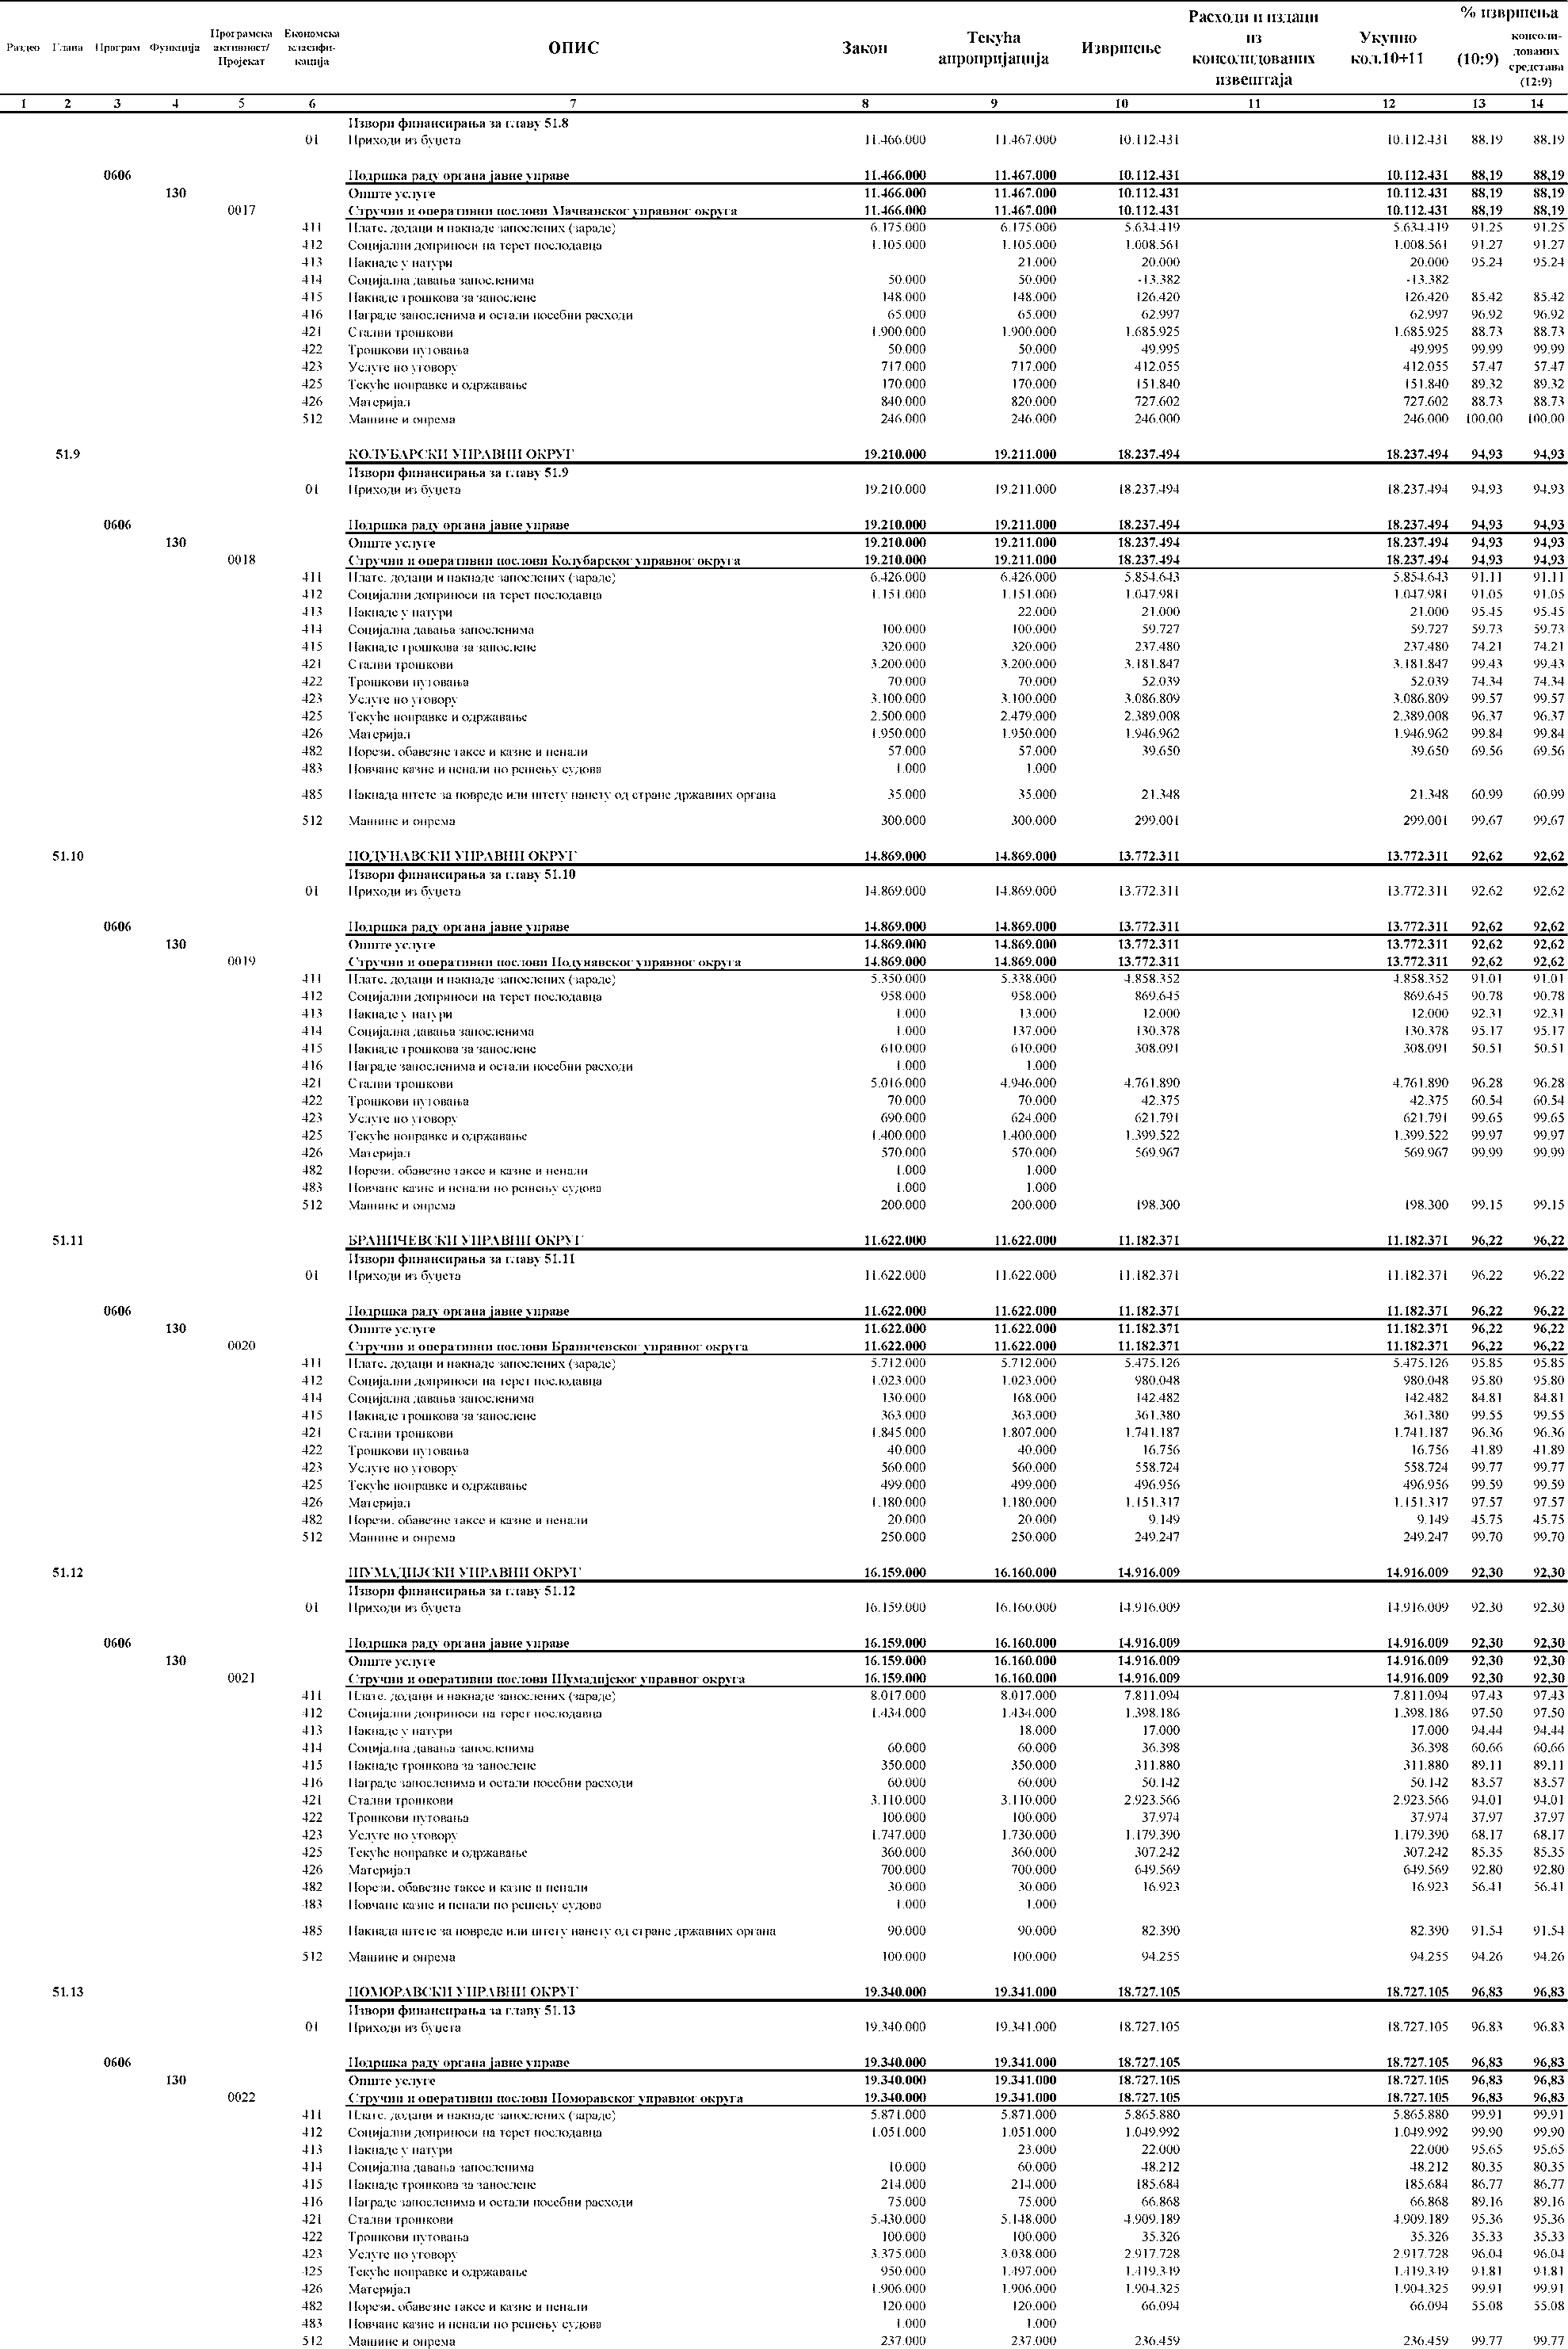 Раздео Глава Програм Функција Програмска активност/ Пројекат Економска класифи- кација ОПИС Закон Текућа апропријација Извршење Расходи и издаци из консолидованих извештаја Укупно кол.10+11 % извршења (10:9) консоли- дованих средстава (12:9)
1 2 3 4 5 6 7 8 9 10 11 12 13 14
Извори финансирања за главу 51.8
01 Приходи из буџета 11.466.000 11.467.000 10.112.431 10.112.431 88,19 88,19
0606 Подршка раду органа јавне управе 11.466.000 11.467.000 10.112.431 10.112.431 88,19 88,19
130 Опште услуге 11.466.000 11.467.000 10.112.431 10.112.431 88,19 88,19
0017 Стручни и оперативни послови Мачванског управног округа 11.466.000 11.467.000 10.112.431 10.112.431 88,19 88,19
411 Плате, додаци и накнаде запослених (зараде) 6.175.000 6.175.000 5.634.419 5.634.419 91,25 91,25
412 Социјални доприноси на терет послодавца 1.105.000 1.105.000 1.008.561 1.008.561 91,27 91,27
413 Накнаде у натури 21.000 20.000 20.000 95,24 95,24
414 Социјална давања запосленима 50.000 50.000 -13.382 -13.382
415 Накнаде трошкова за запослене 148.000 148.000 126.420 126.420 85,42 85,42
416 Награде запосленима и остали посебни расходи 65.000 65.000 62.997 62.997 96,92 96,92
421 Стални трошкови 1.900.000 1.900.000 1.685.925 1.685.925 88,73 88,73
422 Трошкови путовања 50.000 50.000 49.995 49.995 99,99 99,99
423 Услуге по уговору 717.000 717.000 412.055 412.055 57,47 57,47
425 Текуће поправке и одржавање 170.000 170.000 151.840 151.840 89,32 89,32
426 Материјал 840.000 820.000 727.602 727.602 88,73 88,73
512 Машине и опрема 246.000 246.000 246.000 246.000 100,00 100,00
51.9 КОЛУБАРСКИ УПРАВНИ ОКРУГ 19.210.000 19.211.000 18.237.494 18.237.494 94,93 94,93
Извори финансирања за главу 51.9
01 Приходи из буџета 19.210.000 19.211.000 18.237.494 18.237.494 94,93 94,93
0606 Подршка раду органа јавне управе 19.210.000 19.211.000 18.237.494 18.237.494 94,93 94,93
130 Опште услуге 19.210.000 19.211.000 18.237.494 18.237.494 94,93 94,93
0018 Стручни и оперативни послови Колубарског управног округа 19.210.000 19.211.000 18.237.494 18.237.494 94,93 94,93
411 Плате, додаци и накнаде запослених (зараде) 6.426.000 6.426.000 5.854.643 5.854.643 91,11 91,11
412 Социјални доприноси на терет послодавца 1.151.000 1.151.000 1.047.981 1.047.981 91,05 91,05
413 Накнаде у натури 22.000 21.000 21.000 95,45 95,45
414 Социјална давања запосленима 100.000 100.000 59.727 59.727 59,73 59,73
415 Накнаде трошкова за запослене 320.000 320.000 237.480 237.480 74,21 74,21
421 Стални трошкови 3.200.000 3.200.000 3.181.847 3.181.847 99,43 99,43
422 Трошкови путовања 70.000 70.000 52.039 52.039 74,34 74,34
423 Услуге по уговору 3.100.000 3.100.000 3.086.809 3.086.809 99,57 99,57
425 Текуће поправке и одржавање 2.500.000 2.479.000 2.389.008 2.389.008 96,37 96,37
426 Материјал 1.950.000 1.950.000 1.946.962 1.946.962 99,84 99,84
482 Порези, обавезне таксе и казне и пенали 57.000 57.000 39.650 39.650 69,56 69,56
483 Новчане казне и пенали по решењу судова 1.000 1.000
485 Накнада штете за повреде или штету нанету од стране државних органа 35.000 35.000 21.348 21.348 60,99 60,99
512 Машине и опрема 300.000 300.000 299.001 299.001 99,67 99,67
51.10 ПОДУНАВСКИ УПРАВНИ ОКРУГ 14.869.000 14.869.000 13.772.311 13.772.311 92,62 92,62
Извори финансирања за главу 51.10
01 Приходи из буџета 14.869.000 14.869.000 13.772.311 13.772.311 92,62 92,62
0606 Подршка раду органа јавне управе 14.869.000 14.869.000 13.772.311 13.772.311 92,62 92,62
130 Опште услуге 14.869.000 14.869.000 13.772.311 13.772.311 92,62 92,62
0019 Стручни и оперативни послови Подунавског управног округа 14.869.000 14.869.000 13.772.311 13.772.311 92,62 92,62
411 Плате, додаци и накнаде запослених (зараде) 5.350.000 5.338.000 4.858.352 4.858.352 91,01 91,01
412 Социјални доприноси на терет послодавца 958.000 958.000 869.645 869.645 90,78 90,78
413 Накнаде у натури 1.000 13.000 12.000 12.000 92,31 92,31
414 Социјална давања запосленима 1.000 137.000 130.378 130.378 95,17 95,17
415 Накнаде трошкова за запослене 610.000 610.000 308.091 308.091 50,51 50,51
416 Награде запосленима и остали посебни расходи 1.000 1.000
421 Стални трошкови 5.016.000 4.946.000 4.761.890 4.761.890 96,28 96,28
422 Трошкови путовања 70.000 70.000 42.375 42.375 60,54 60,54
423 Услуге по уговору 690.000 624.000 621.791 621.791 99,65 99,65
425 Текуће поправке и одржавање 1.400.000 1.400.000 1.399.522 1.399.522 99,97 99,97
426 Материјал 570.000 570.000 569.967 569.967 99,99 99,99
482 Порези, обавезне таксе и казне и пенали 1.000 1.000
483 Новчане казне и пенали по решењу судова 1.000 1.000
512 Машине и опрема 200.000 200.000 198.300 198.300 99,15 99,15
51.11 БРАНИЧЕВСКИ УПРАВНИ ОКРУГ 11.622.000 11.622.000 11.182.371 11.182.371 96,22 96,22
Извори финансирања за главу 51.11
01 Приходи из буџета 11.622.000 11.622.000 11.182.371 11.182.371 96,22 96,22
0606 Подршка раду органа јавне управе 11.622.000 11.622.000 11.182.371 11.182.371 96,22 96,22
130 Опште услуге 11.622.000 11.622.000 11.182.371 11.182.371 96,22 96,22
0020 Стручни и оперативни послови Браничевског управног округа 11.622.000 11.622.000 11.182.371 11.182.371 96,22 96,22
411 Плате, додаци и накнаде запослених (зараде) 5.712.000 5.712.000 5.475.126 5.475.126 95,85 95,85
412 Социјални доприноси на терет послодавца 1.023.000 1.023.000 980.048 980.048 95,80 95,80
414 Социјална давања запосленима 130.000 168.000 142.482 142.482 84,81 84,81
415 Накнаде трошкова за запослене 363.000 363.000 361.380 361.380 99,55 99,55
421 Стални трошкови 1.845.000 1.807.000 1.741.187 1.741.187 96,36 96,36
422 Трошкови путовања 40.000 40.000 16.756 16.756 41,89 41,89
423 Услуге по уговору 560.000 560.000 558.724 558.724 99,77 99,77
425 Текуће поправке и одржавање 499.000 499.000 496.956 496.956 99,59 99,59
426 Материјал 1.180.000 1.180.000 1.151.317 1.151.317 97,57 97,57
482 Порези, обавезне таксе и казне и пенали 20.000 20.000 9.149 9.149 45,75 45,75
512 Машине и опрема 250.000 250.000 249.247 249.247 99,70 99,70
51.12 ШУМАДИЈСКИ УПРАВНИ ОКРУГ 16.159.000 16.160.000 14.916.009 14.916.009 92,30 92,30
Извори финансирања за главу 51.12
01 Приходи из буџета 16.159.000 16.160.000 14.916.009 14.916.009 92,30 92,30
0606 Подршка раду органа јавне управе 16.159.000 16.160.000 14.916.009 14.916.009 92,30 92,30
130 Опште услуге 16.159.000 16.160.000 14.916.009 14.916.009 92,30 92,30
0021 Стручни и оперативни послови Шумадијског управног округа 16.159.000 16.160.000 14.916.009 14.916.009 92,30 92,30
411 Плате, додаци и накнаде запослених (зараде) 8.017.000 8.017.000 7.811.094 7.811.094 97,43 97,43
412 Социјални доприноси на терет послодавца 1.434.000 1.434.000 1.398.186 1.398.186 97,50 97,50
413 Накнаде у натури 18.000 17.000 17.000 94,44 94,44
414 Социјална давања запосленима 60.000 60.000 36.398 36.398 60,66 60,66
415 Накнаде трошкова за запослене 350.000 350.000 311.880 311.880 89,11 89,11
416 Награде запосленима и остали посебни расходи 60.000 60.000 50.142 50.142 83,57 83,57
421 Стални трошкови 3.110.000 3.110.000 2.923.566 2.923.566 94,01 94,01
422 Трошкови путовања 100.000 100.000 37.974 37.974 37,97 37,97
423 Услуге по уговору 1.747.000 1.730.000 1.179.390 1.179.390 68,17 68,17
425 Текуће поправке и одржавање 360.000 360.000 307.242 307.242 85,35 85,35
426 Материјал 700.000 700.000 649.569 649.569 92,80 92,80
482 Порези, обавезне таксе и казне и пенали 30.000 30.000 16.923 16.923 56,41 56,41
483 Новчане казне и пенали по решењу судова 1.000 1.000
485 Накнада штете за повреде или штету нанету од стране државних органа 90.000 90.000 82.390 82.390 91,54 91,54
512 Машине и опрема 100.000 100.000 94.255 94.255 94,26 94,26
51.13 ПОМОРАВСКИ УПРАВНИ ОКРУГ 19.340.000 19.341.000 18.727.105 18.727.105 96,83 96,83
Извори финансирања за главу 51.13
01 Приходи из буџета 19.340.000 19.341.000 18.727.105 18.727.105 96,83 96,83
0606 Подршка раду органа јавне управе 19.340.000 19.341.000 18.727.105 18.727.105 96,83 96,83
130 Опште услуге 19.340.000 19.341.000 18.727.105 18.727.105 96,83 96,83
0022 Стручни и оперативни послови Поморавског управног округа 19.340.000 19.341.000 18.727.105 18.727.105 96,83 96,83
411 Плате, додаци и накнаде запослених (зараде) 5.871.000 5.871.000 5.865.880 5.865.880 99,91 99,91
412 Социјални доприноси на терет послодавца 1.051.000 1.051.000 1.049.992 1.049.992 99,90 99,90
413 Накнаде у натури 23.000 22.000 22.000 95,65 95,65
414 Социјална давања запосленима 10.000 60.000 48.212 48.212 80,35 80,35
415 Накнаде трошкова за запослене 214.000 214.000 185.684 185.684 86,77 86,77
416 Награде запосленима и остали посебни расходи 75.000 75.000 66.868 66.868 89,16 89,16
421 Стални трошкови 5.430.000 5.148.000 4.909.189 4.909.189 95,36 95,36
422 Трошкови путовања 100.000 100.000 35.326 35.326 35,33 35,33
423 Услуге по уговору 3.375.000 3.038.000 2.917.728 2.917.728 96,04 96,04
425 Текуће поправке и одржавање 950.000 1.497.000 1.419.349 1.419.349 94,81 94,81
426 Материјал 1.906.000 1.906.000 1.904.325 1.904.325 99,91 99,91
482 Порези, обавезне таксе и казне и пенали 120.000 120.000 66.094 66.094 55,08 55,08
483 Новчане казне и пенали по решењу судова 1.000 1.000
512 Машине и опрема 237.000 237.000 236.459 236.459 99,77 99,77